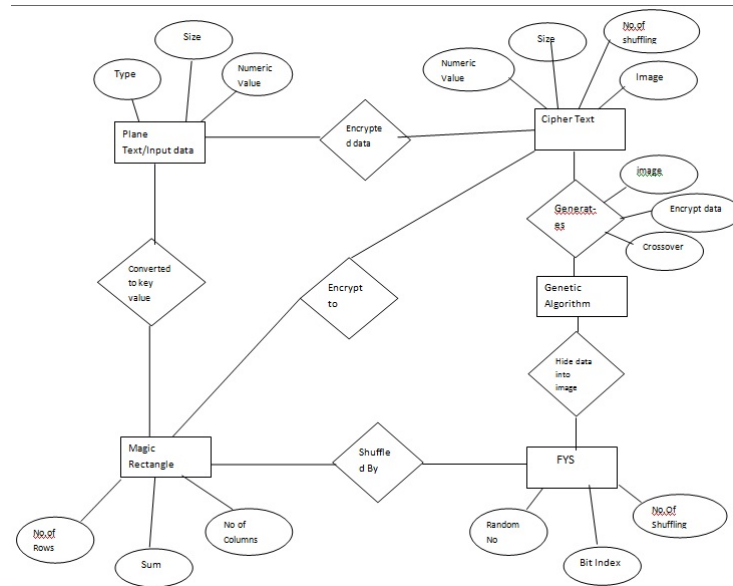 Size
No.of
shuffling
Type
Numeric
Value
Numeric
Value
Size
Image
Plane
Text/Input data
Encrypte
d data
Cipher Text
image
Generat-
es
Encrypt data
Crossover
Converted
to key
value
Encrypt
to
Genetic
Algorithm
Hide data
into
image
Magic
Rectangle
Shuffle
d By
FYS
No.of
Rows
Sum
No of
Columns
Random
No
Bit Index
No.Of
Shuffling